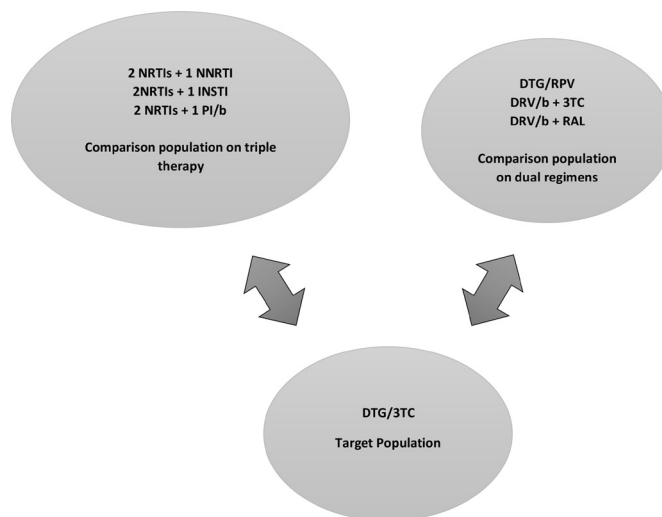 2 NRTIs + 1 NNRTI
2NRTIs + 1 INSTI
2 NRTIs + 1 PI/b
Comparison population on triple
therapy
DTG/RPV
DRV/b + 3TC
DRV/b + RAL
Comparison population
on dual regimens
DTG/3TC
Target Population